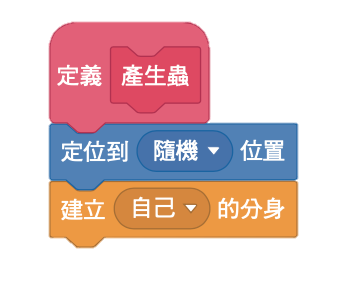 定義 產生蟲
定位到 隨機 位置
建立 自己 的分身